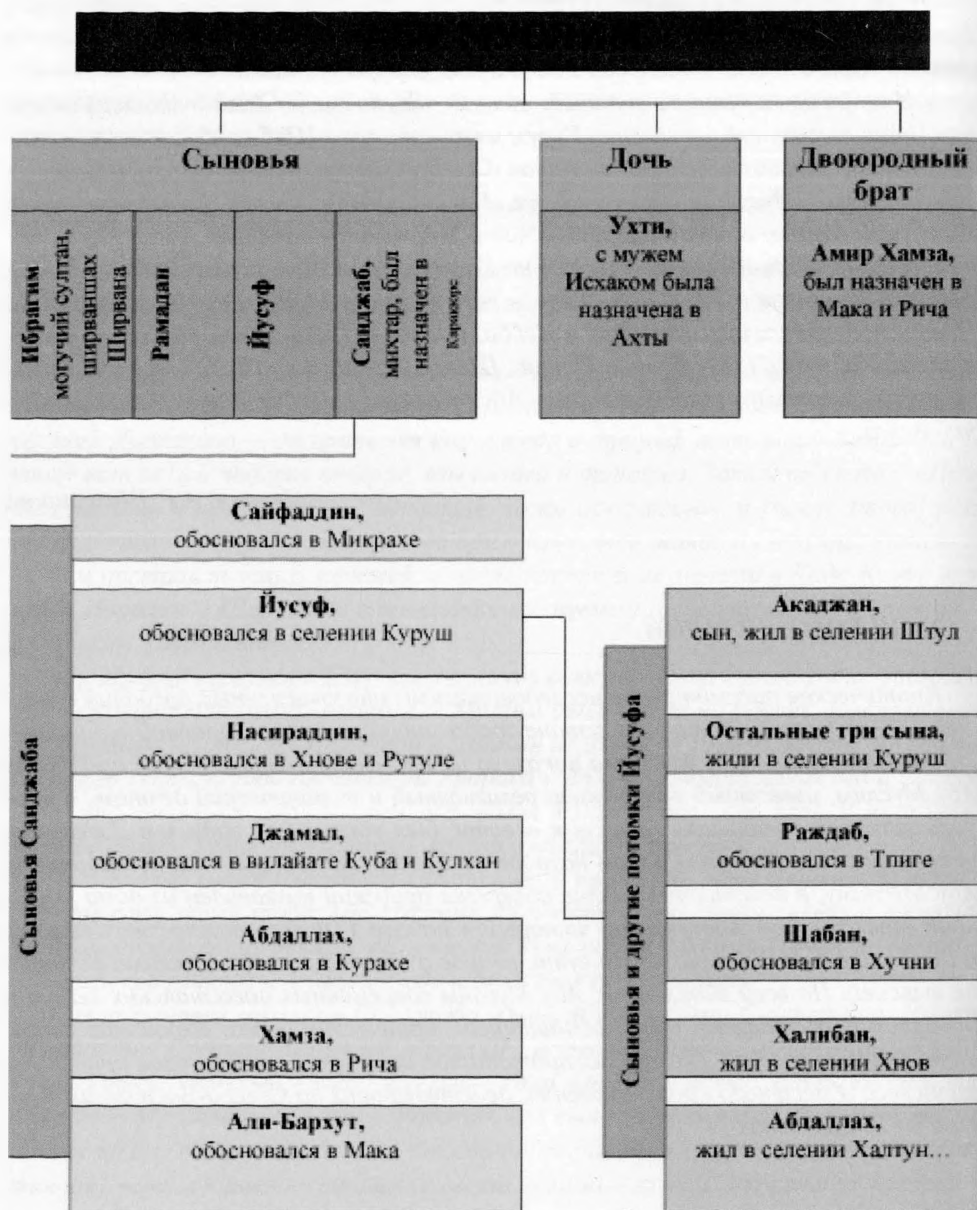 Сыновья
Дочь
Двоюродный
брат
Ибрагим
могучий султан,
ширваншах
Ширвана
Рамадан
Йусуф
Санджаб,
михтар, был
назначен в
Каракюре
Ухти,
с мужем
Исхаком была
назначена в
Ахты
Амир Хамза,
был назначен в
Мака и Рича
Сыновья Санджаба
Сайфаддин,
обосновался в Микрахе
Йусуф,
обосновался в селении Куруш
Насираддин,
обосновался в Хнове и Рутуле
Джамал,
обосновался в вилайате Куба и Кулхан
Абдаллах,
обосновался в Курахе
Хамза,
обосновался в Рича
Али-Бархут,
обосновался в Мака
Сыновья и другие потомки Йусуфа
Акаджан,
сын, жил в селении Штул
Остальные три сына,
жили в селении Куруш
Раждаб,
обосновался в Тпиге
Шабан,
обосновался в Хучни
Халибан,
жил в селении Хнов
Абдаллах,
жил в селении Халтун…